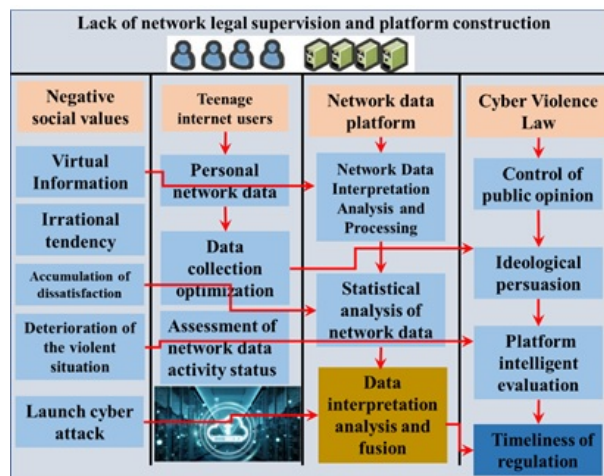 Lack of network legal supervision and platform construction
Negative
social values
Virtual
Information
Irrational
tendency
Accumulation of
dissatisfaction
Deterioration of
the violent
situation
Launch cyber
attack
Teenage
internet users
Personal
network data
Data
collection
optimization
Assessment of
network data
activity status
Network data
platform
Network Data
Interpretation
Analysis and
Processing
Statistical
analysis of
network data
Data
interpretation
analysis and
fusion
Cyber Violence
Law
Control of
public opinion
Ideological
persuasion
Platform
intelligent
evaluation
Timeliness of
regulation